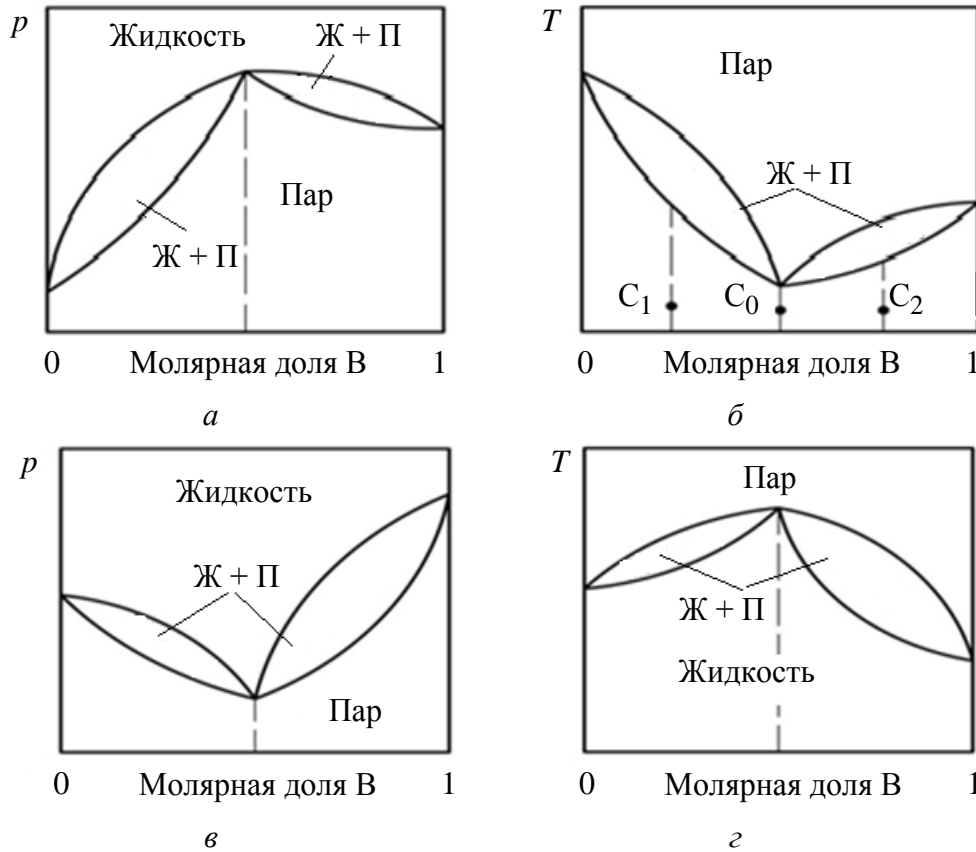 p
Жидкость
Ж + П
Пар
Ж + П
0 Молярная доля В 1
а
T
Пар
Ж + П
C1 C0 C2
0 Молярная доля В 1
б
p
Жидкость
Ж + П
Пар
0 Молярная доля В 1
в
T
Пар
Ж + П
Жидкость
0 Молярная доля В 1
г